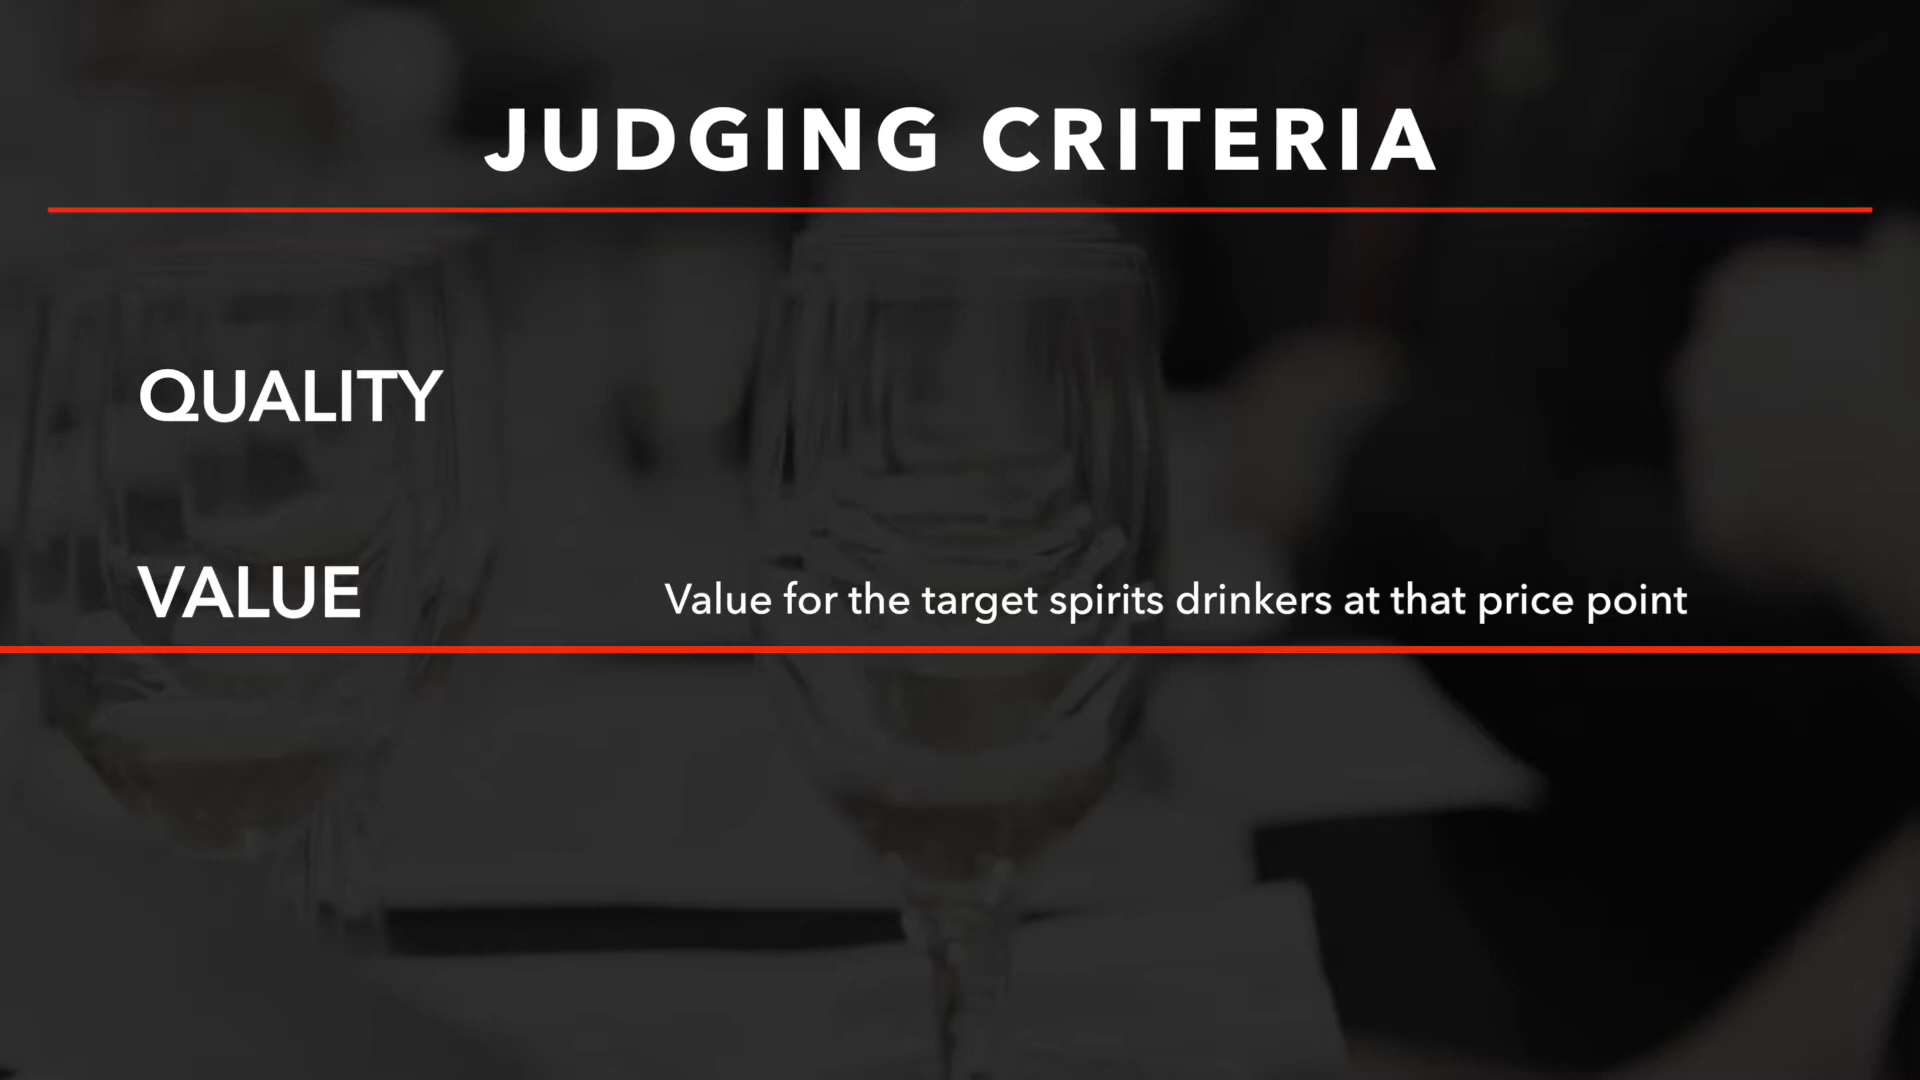 JUDGING CRITERIA
QUALITY
VALUE Value for the target spirits drinkers at that price point